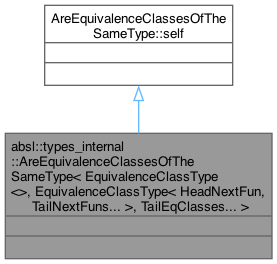 AreEquivalenceClassesOfThe
SameType::self
absl::types_internal
::AreEquivalenceClassesOfThe
SameType< EquivalenceClassType
<>, EquivalenceClassType< HeadNextFun,
TailNextFuns... >, TailEqClasses... >